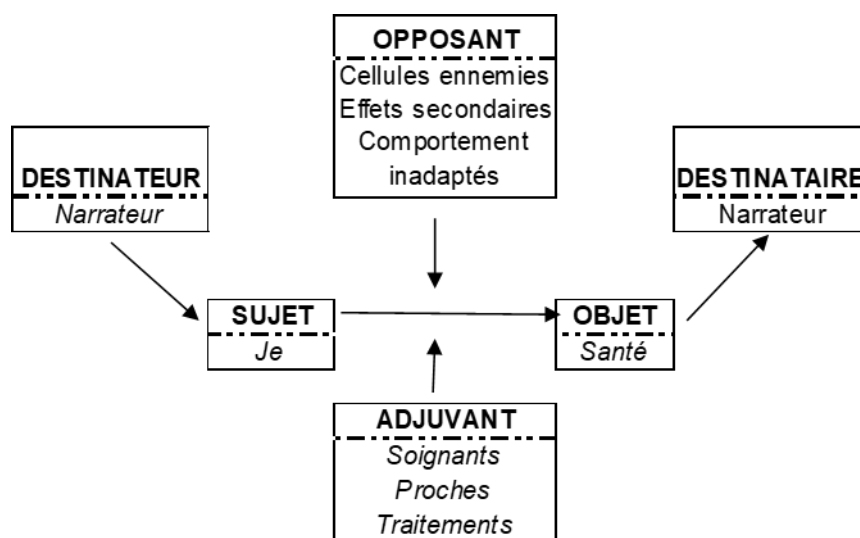 OPPOSANT
Cellules ennemies
Effets secondaires
Comportement
inadaptés
DESTINATEUR
Narrateur
DESTINATAIRE
Narrateur
SUJET
Je
OBJET
Santé
ADJUVANT
Soignants
Proches
Traitements